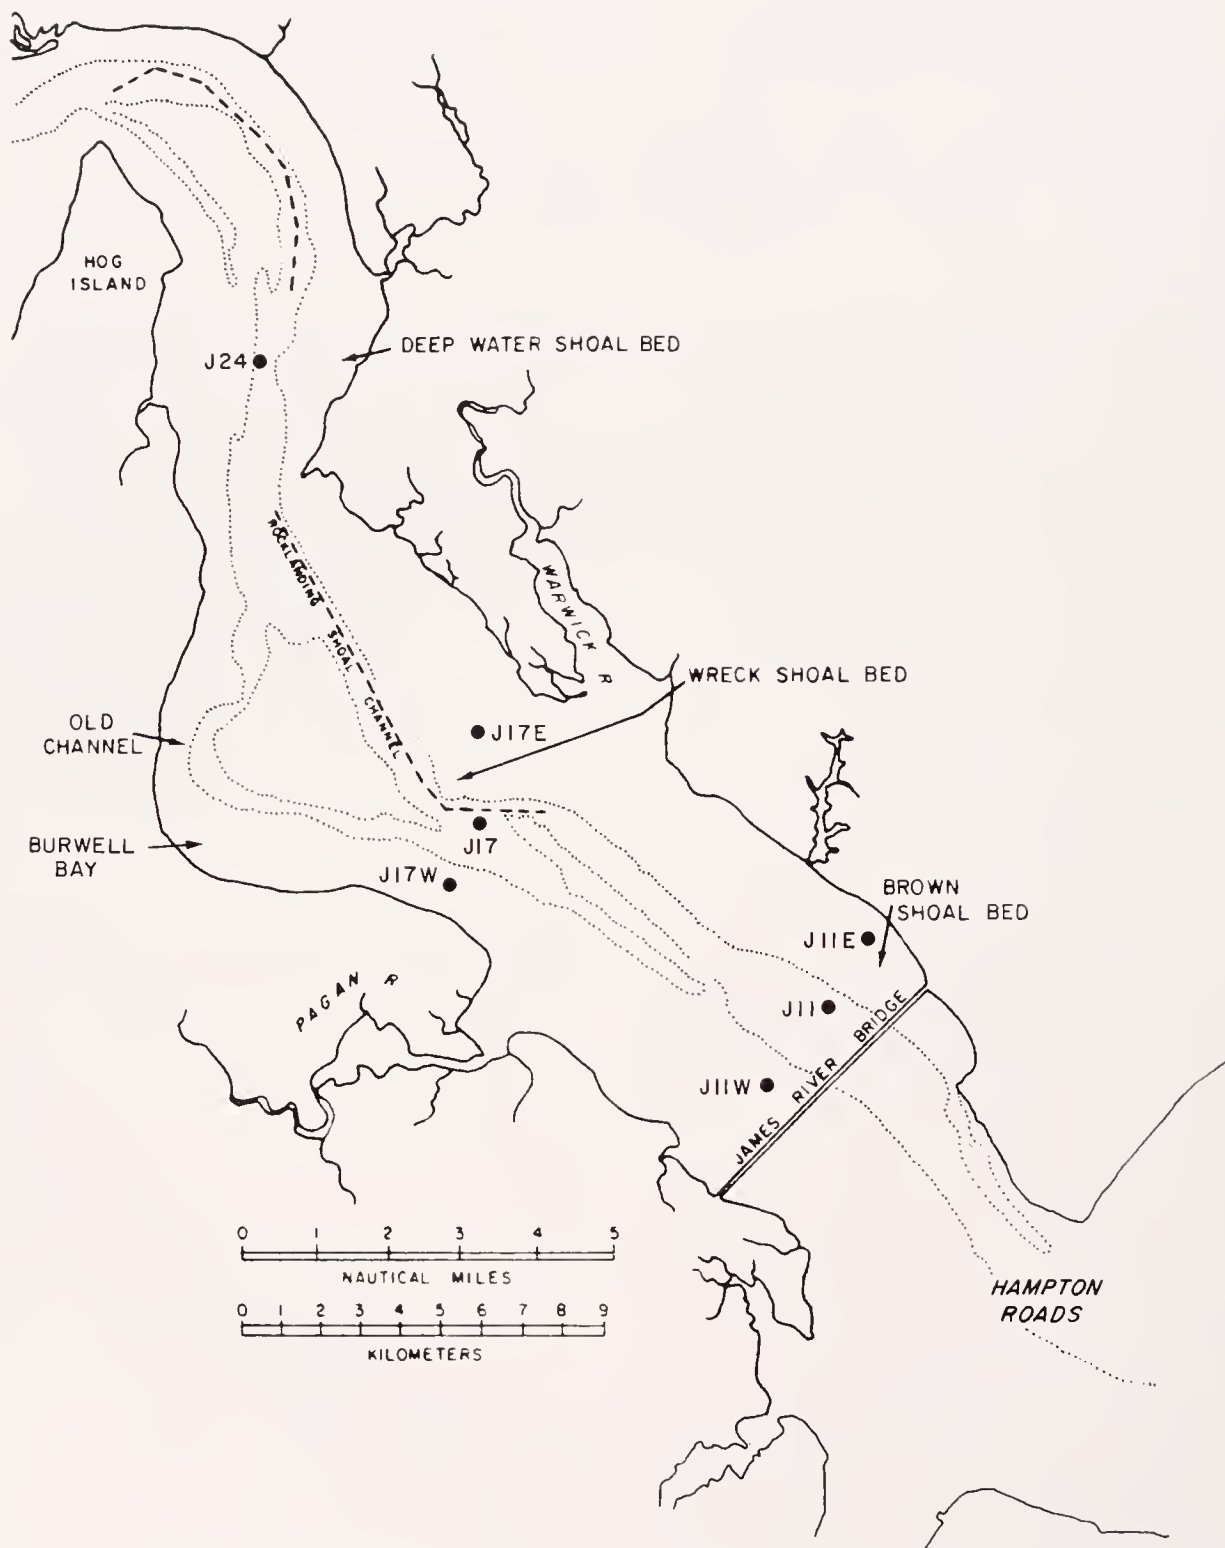 HOG
ISLAND
J24
DEEP WATER SHOAL BED
ROCKLANDING SHOAL CHANNEL
WARWICK R
WRECK SHOAL BED
OLD
CHANNEL
J17E
BURWELL
BAY
J17
J17W
BROWN
SHOAL BED
J11E
PAGAN R
J11
J11W
JAMES RIVER BRIDGE
0 1 2 3 4 5
NAUTICAL MILES
HAMPTON
ROADS
0 1 2 3 4 5 6 7 8 9
KILOMETERS